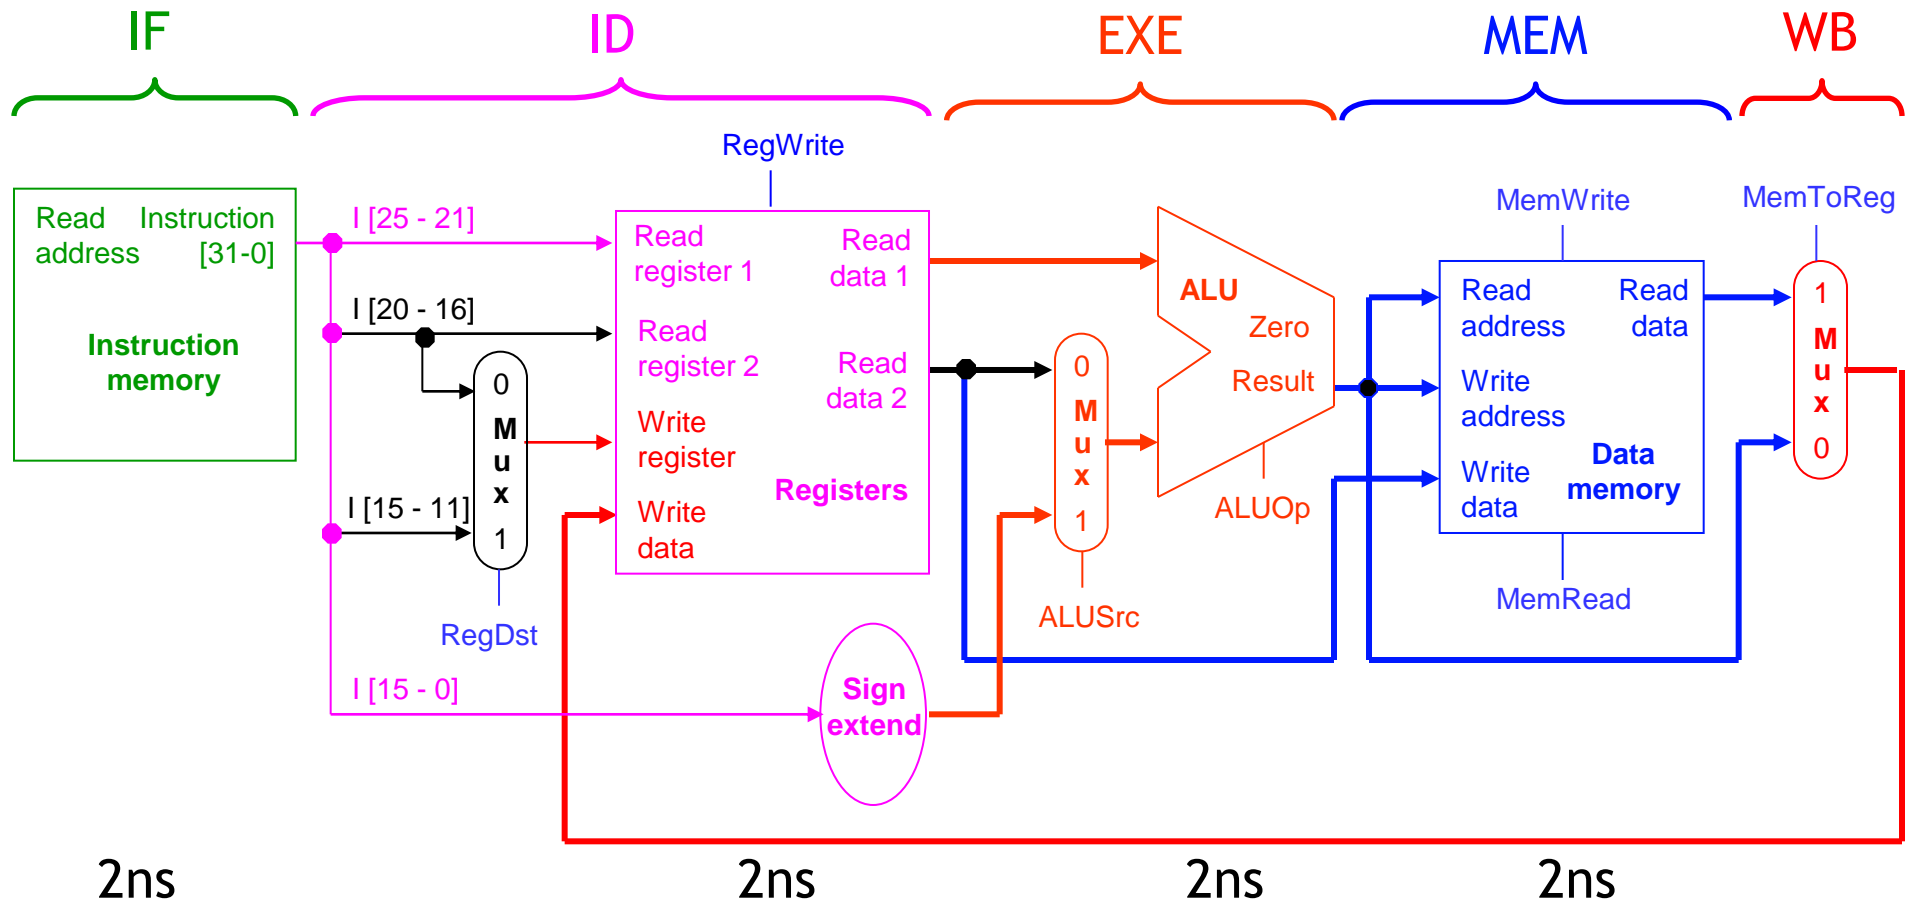 IF
ID
EXE
MEM
WB
RegWrite
MemWrite
MemToReg
Read Instruction
address [31-0]
Instruction
memory
I [25 - 21]
I [20 - 16]
I [15 - 11]
I [15 - 0]
0
M
u
x
1
RegDst
Read
register 1
Read
data 1
Read
register 2
Read
data 2
Write
register
Registers
Write
data
Sign
extend
0
M
u
x
1
ALUSrc
ALU
Zero
Result
ALUOp
Read
address
Read
data
Write
address
Data
memory
Write
data
MemRead
1
M
u
x
0
2ns
2ns
2ns
2ns